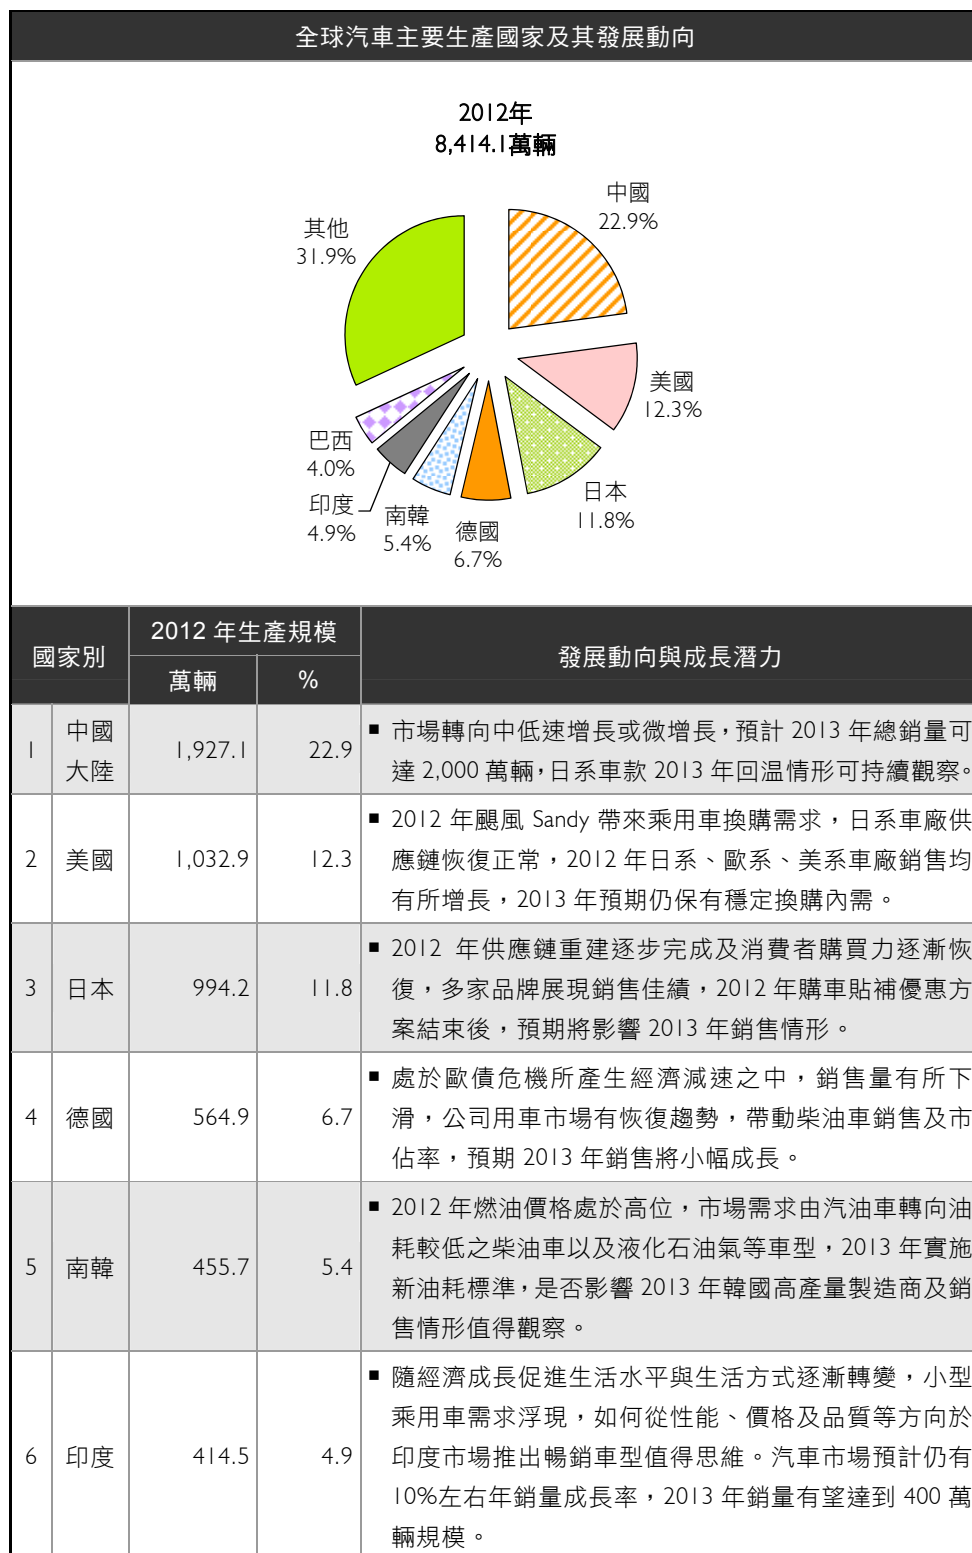 全球汽車主要生產國家及其發展動向
2012年
8,414.1萬輛
中國
22.9%
其他
31.9%
美國
12.3%
巴西
4.0%
日本
11.8%
印度
4.9%
南韓
5.4%
德國
6.7%
國家別
2012 年生產規模
發展動向與成長潛力
萬輛
%
1
中國
大陸
1,927.1
22.9
■ 市場轉向中低速增長或微增長，預計 2013 年總銷量可
達 2,000 萬輛，日系車款 2013 年回温情形可持續觀察。
2
美國
1,032.9
12.3
■ 2012 年颶風 Sandy 帶來乘用車換購需求，日系車廠供
應鏈恢復正常，2012 年日系、歐系、美系車廠銷售均
有所增長，2013 年預期仍保有穩定換購內需。
3
日本
994.2
11.8
■ 2012 年供應鏈重建逐步完成及消費者購買力逐漸恢
復，多家品牌展現銷售佳績，2012 年購車貼補優惠方
案結束後，預期將影響 2013 年銷售情形。
4
德國
564.9
6.7
■ 處於歐債危機所產生經濟減速之中，銷售量有所下
滑，公司用車市場有恢復趨勢，帶動柴油車銷售及市
佔率，預期 2013 年銷售將小幅成長。
5
南韓
455.7
5.4
■ 2012 年燃油價格處於高位，市場需求由汽油車轉向油
耗較低之柴油車以及液化石油氣等車型，2013 年實施
新油耗標準，是否影響 2013 年韓國高產量製造商及銷
售情形值得觀察。
6
印度
414.5
4.9
■ 隨經濟成長促進生活水平與生活方式逐漸轉變，小型
乘用車需求浮現，如何從性能、價格及品質等方向於
印度市場推出暢銷車型值得思維。汽車市場預計仍有
10%左右年銷量成長率，2013 年銷量有望達到 400 萬
輛規模。